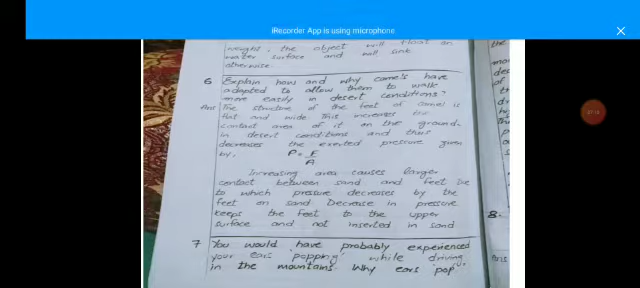 iRecorder App is using microphone
weight, the object will float on
water surface and will sink
otherwise.
6 Explain how and why camels have
adapted to allow them to walk
more easily in desert conditions?
Ans The structure of the feet of camel is
flat and wide. This increases
contact area of it on the ground
in desert conditions and thus
decreases the exerted pressure given
by, P = F/A
Increasing area causes larger
contact between sand and feet due
to which pressure decreases by the
feet on sand. Decrease in pressure
keeps the feet to the upper
surface and not inserted in sand
8.
7 You would have probably experienced
your ears 'popping' while driving
in the mountains. Why ears 'pop'
Ans